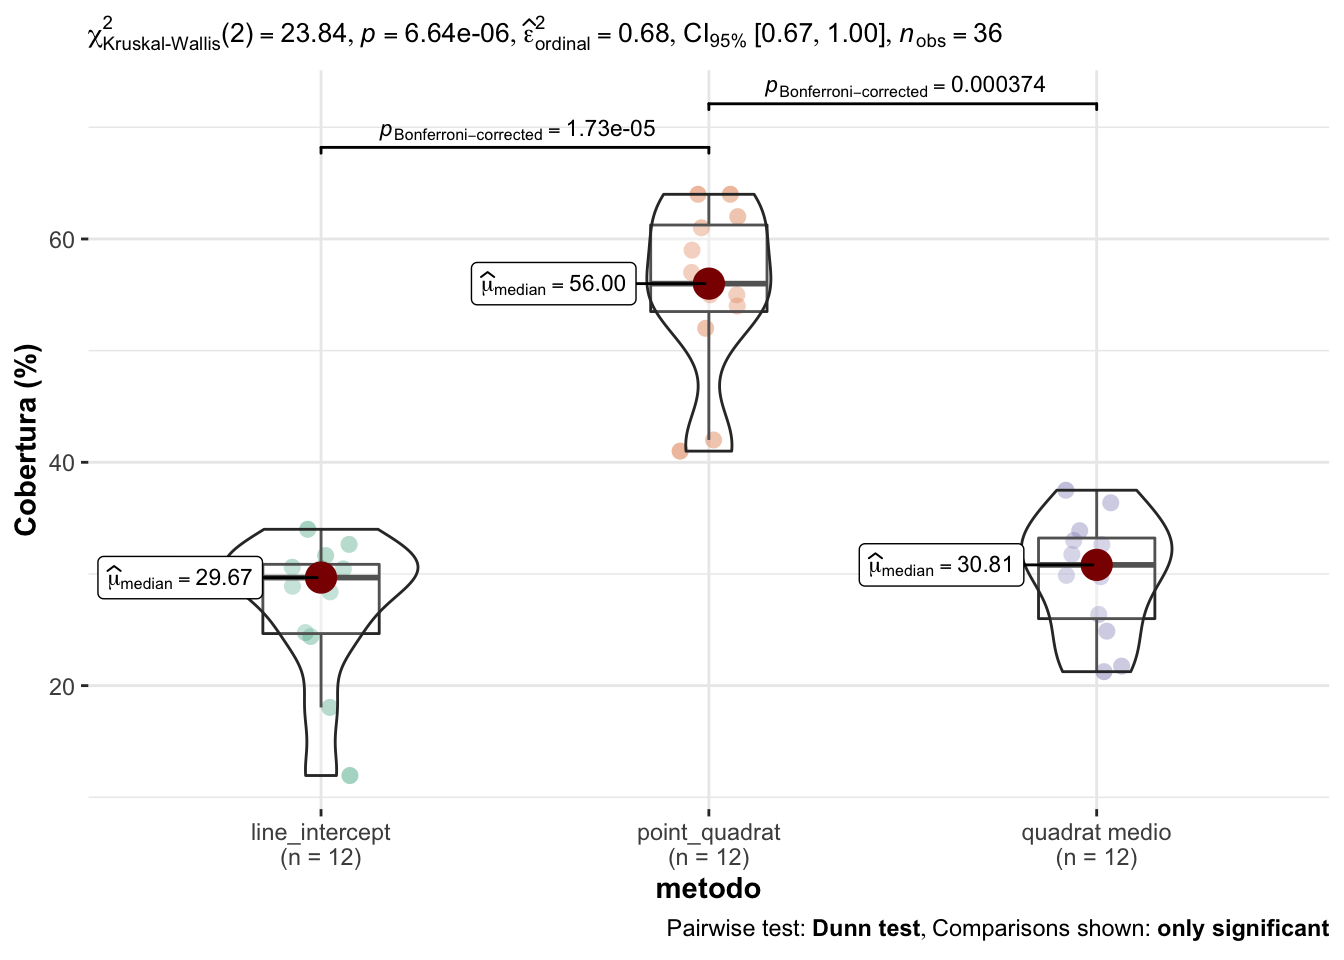 χ²Kruskal-Wallis(2) = 23.84, p = 6.64e-06, ε̂²ordinal = 0.68, CI95% [0.67, 1.00], nobs = 36
pBonferroni−corrected = 0.000374
pBonferroni−corrected = 1.73e-05
60
μ̂median = 56.00
Cobertura (%)
40
μ̂median = 30.81
μ̂median = 29.67
20
line_intercept
(n = 12)
point_quadrat
(n = 12)
quadrat medio
(n = 12)
metodo
Pairwise test: Dunn test, Comparisons shown: only significant